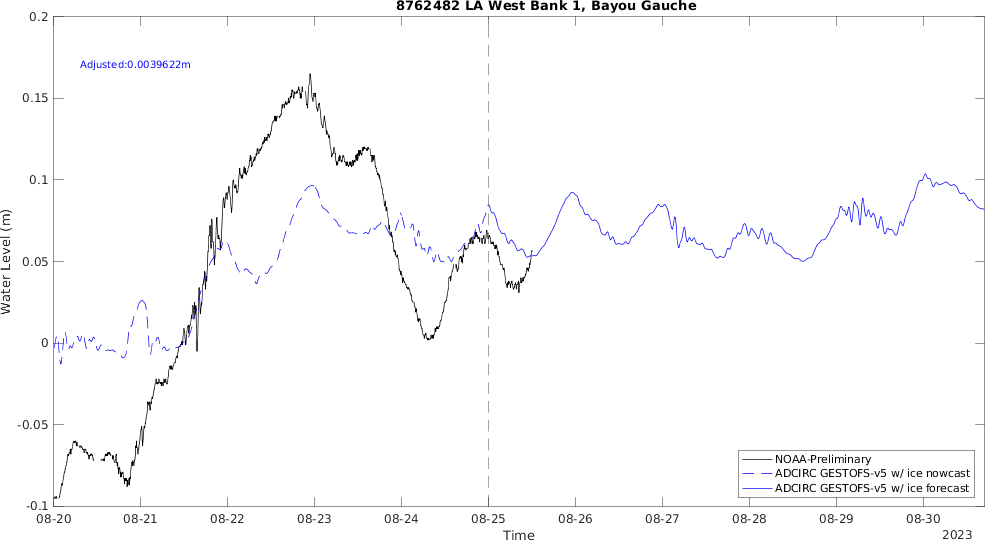 8762482 LA West Bank 1, Bayou Gauche
Adjusted:0.0039622m
Water Level (m)
0.2
0.15
0.1
0.05
0
-0.05
-0.1
08-20 08-21 08-22 08-23 08-24 08-25 08-26 08-27 08-28 08-29 08-30
Time
2023
NOAA-Preliminary
ADCIRC GESTOFS-v5 w/ ice nowcast
ADCIRC GESTOFS-v5 w/ ice forecast